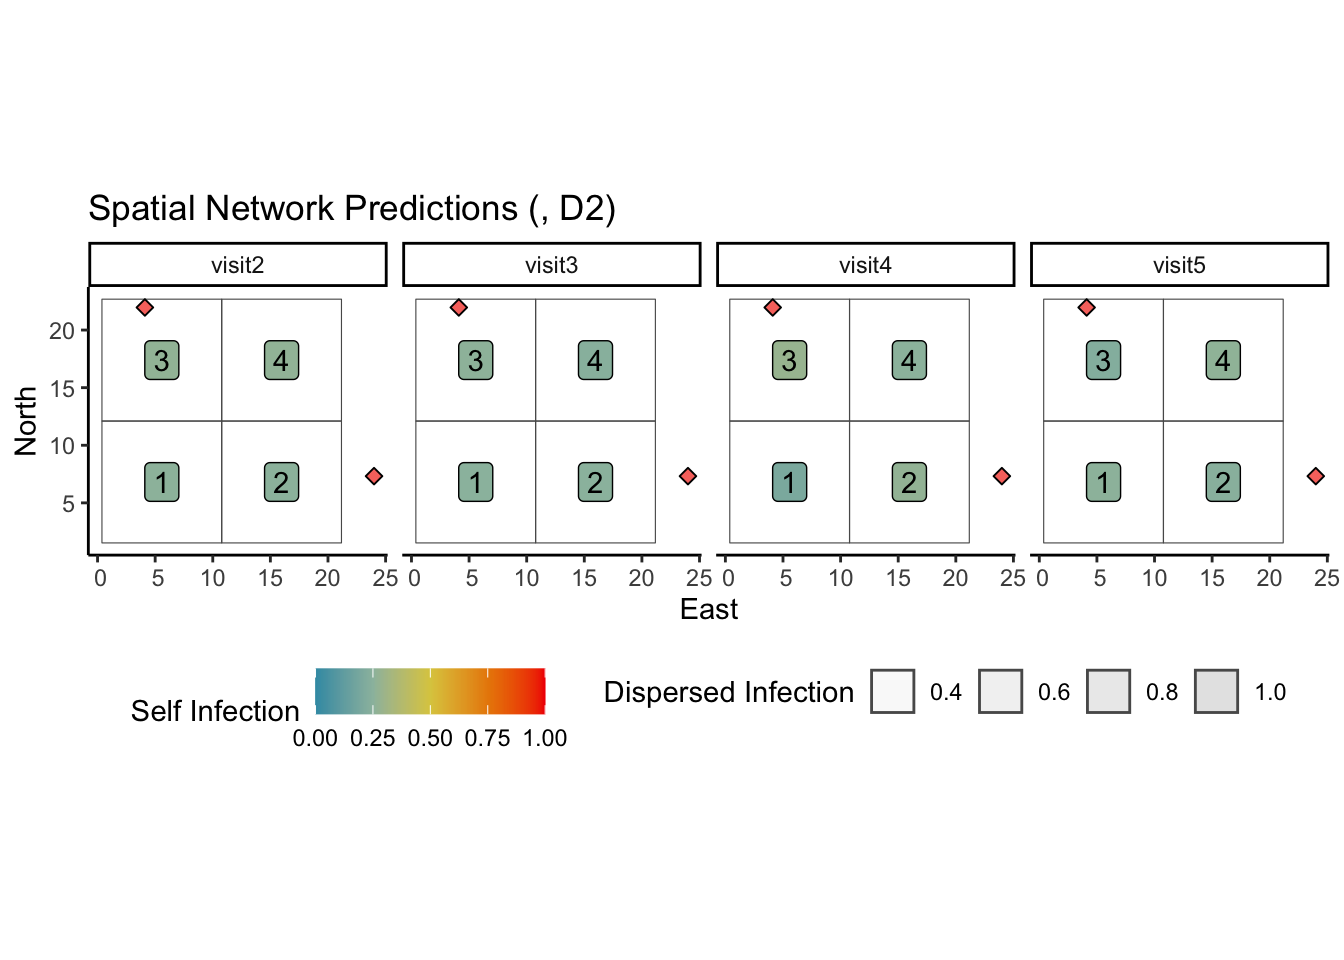 Spatial Network Predictions (, D2)
visit2 visit3 visit4 visit5
20 3 4 3 4 3 4 3 4
15
10
5 1 2 1 2 1 2 1 2
North
0 5 10 15 20 25 0 5 10 15 20 25 0 5 10 15 20 25 0 5 10 15 20 25
East
Self Infection
0.00 0.25 0.50 0.75 1.00
Dispersed Infection 0.4 0.6 0.8 1.0